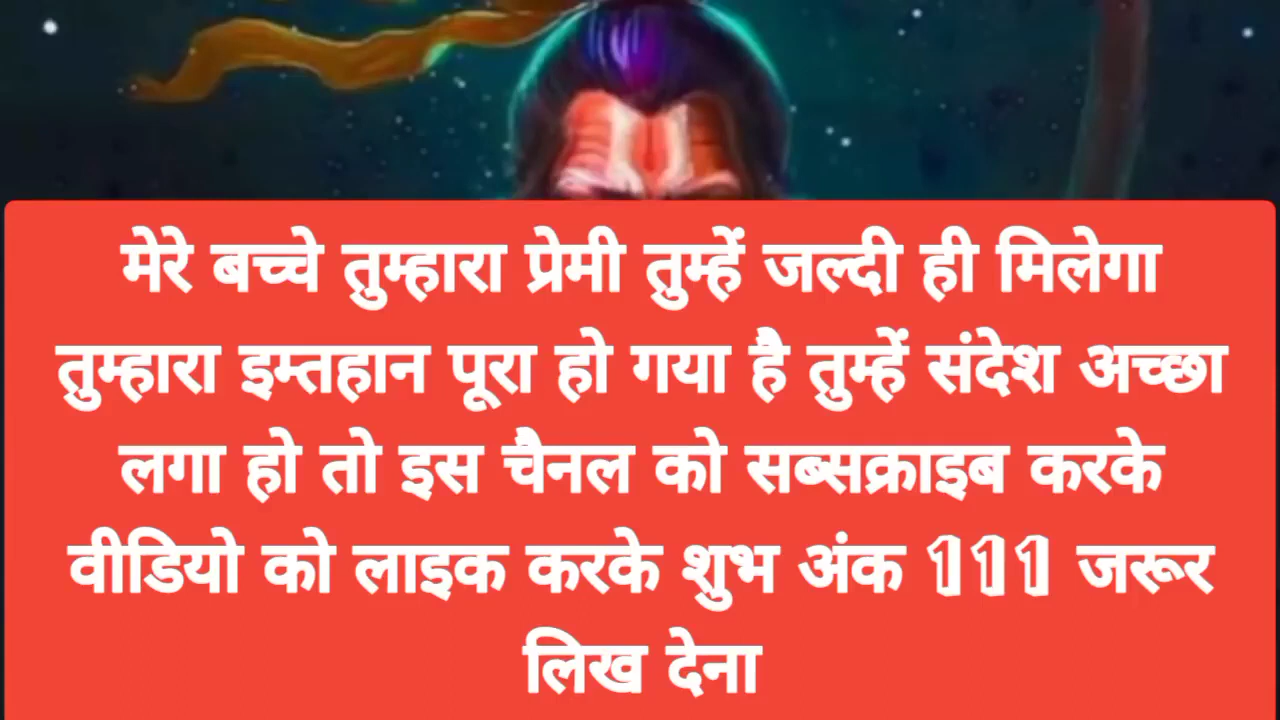 मेरे बच्चे तुम्हारा प्रेमी तुम्हें जल्दी ही मिलेगा
तुम्हारा इम्तहान पूरा हो गया है तुम्हें संदेश अच्छा
लगा हो तो इस चैनल को सब्सक्राइब करके
वीडियो को लाइक करके शुभ अंक 111 जरूर
लिख देना